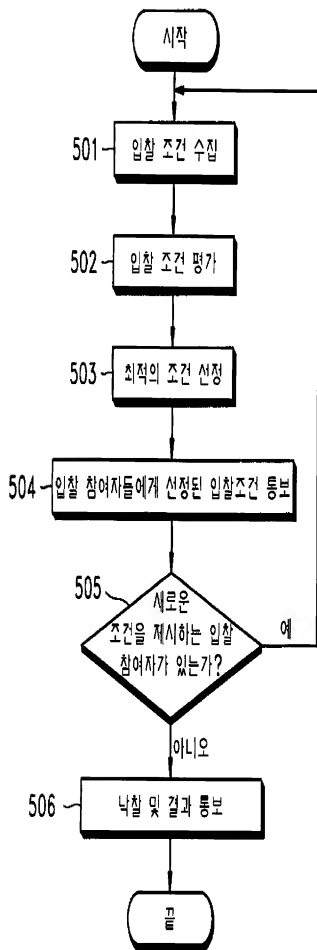 시작
501
입찰 조건 수집
502
입찰 조건 평가
503
최적의 조건 선정
504
입찰 참여자들에게 선정된 입찰조건 통보
505
새로운
조건을 제시하는 입찰
참여자가 있는가?
예
아니오
506
낙찰 및 결과 통보
끝